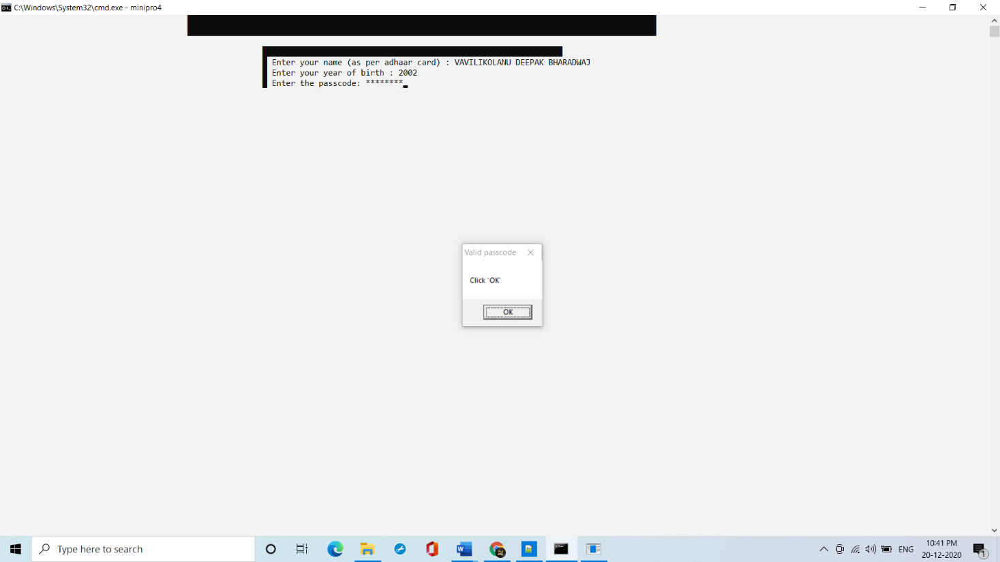 C:\Windows\System32\cmd.exe - minipro4
Enter your name (as per adhaar card) : VAVILIKOLANU DEEPAK BHARADWAJ
Enter your year of birth : 2002
Enter the passcode: ********
Valid passcode
Click `OK'
OK
Type here to search
ENG
10:41 PM
20-12-2020
1